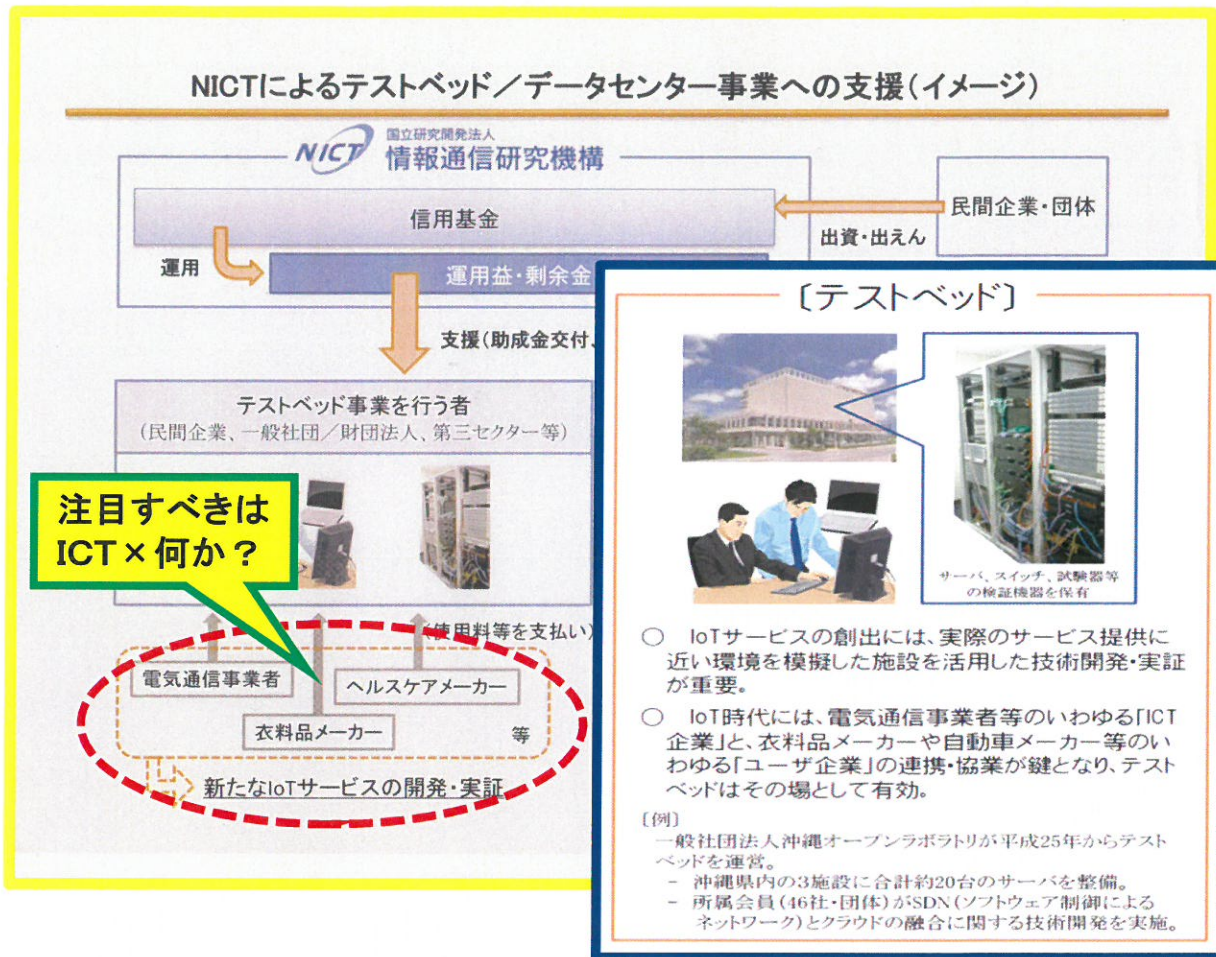 NICTによるテストベッド／データセンター事業への支援(イメージ)
NICT
国立研究開発法人
情報通信研究機構
信用基金
民間企業・団体
出資・出えん
運用
運用益・剰余金
支援(助成金交付、
テストベッド事業を行う者
(民間企業、一般社団／財団法人、第三セクター等)
注目すべきは
ICT×何か？
(使用料等を支払い)
電気通信事業者
ヘルスケアメーカー
衣料品メーカー
等
新たなIoTサービスの開発・実証
〔テストベッド〕
サーバ、スイッチ、試験器等
の検証機器を保有
○ IoTサービスの創出には、実際のサービス提供に
近い環境を模擬した施設を活用した技術開発・実証
が重要。
○ IoT時代には、電気通信事業者等のいわゆる「ICT
企業」と、衣料品メーカーや自動車メーカー等のい
わゆる「ユーザ企業」の連携・協業が鍵となり、テスト
ベッドはその場として有効。
〔例〕
一般社団法人沖縄オープンラボラトリが平成25年からテスト
ベッドを運営。
- 沖縄県内の3施設に合計約20台のサーバを整備。
- 所属会員(46社・団体)がSDN(ソフトウェア制御による
ネットワーク)とクラウドの融合に関する技術開発を実施。